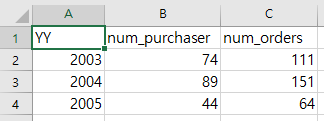 A B C
1 YY num_purchaser num_orders
2 2003 74 111
3 2004 89 151
4 2005 44 64